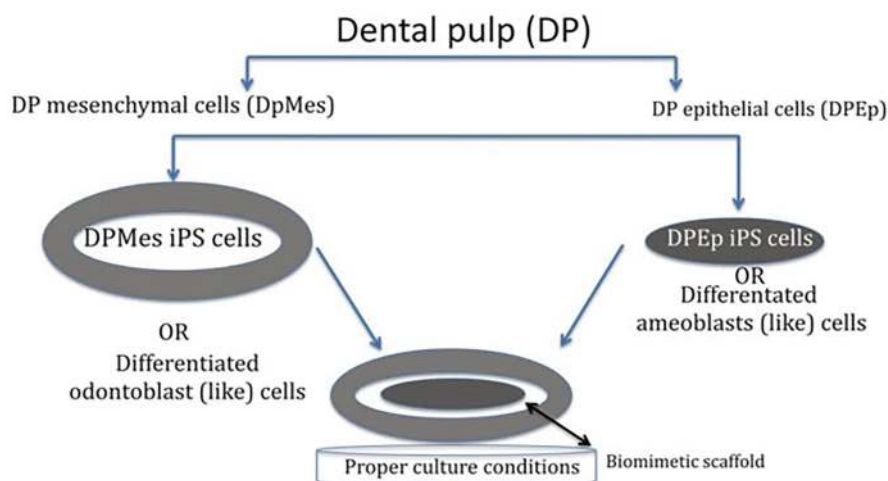 Dental pulp (DP)
DP mesenchymal cells (DpMes)
DP epithelial cells (DPEp)
DPMes iPS cells
OR
Differentiated
odontoblast (like) cells
DPEp iPS cells
OR
Differentated
ameoblasts (like) cells
Proper culture conditions
Biomimetic scaffold